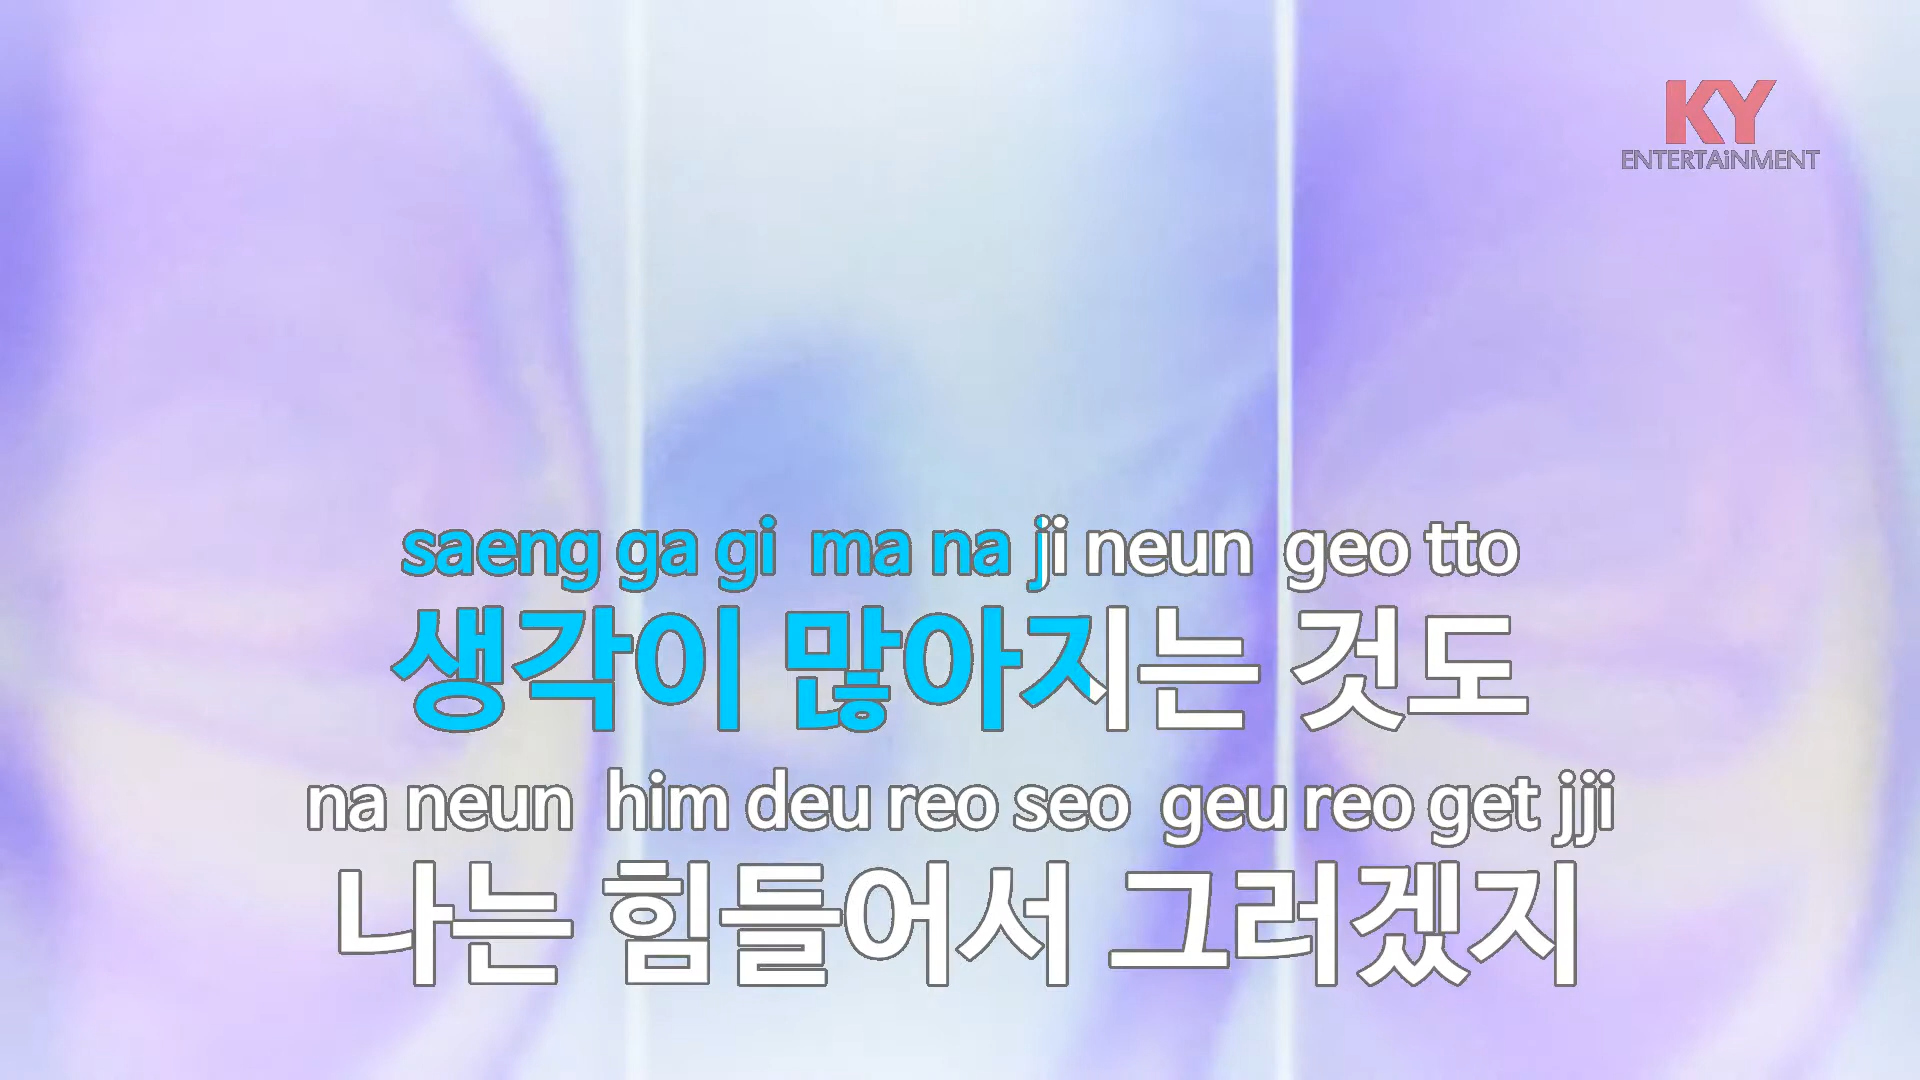 KY
ENTERTAiNMENT
saeng ga gi ma na ji neun geo tto
생각이 많아지는 것도
na neun him deu reo seo geu reo get jji
나는 힘들어서 그러겠지